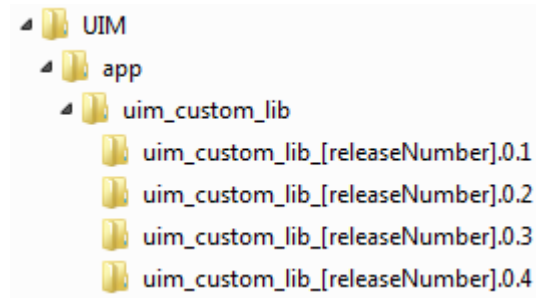 UIM
app
uim_custom_lib
uim_custom_lib_[releaseNumber].0.1
uim_custom_lib_[releaseNumber].0.2
uim_custom_lib_[releaseNumber].0.3
uim_custom_lib_[releaseNumber].0.4